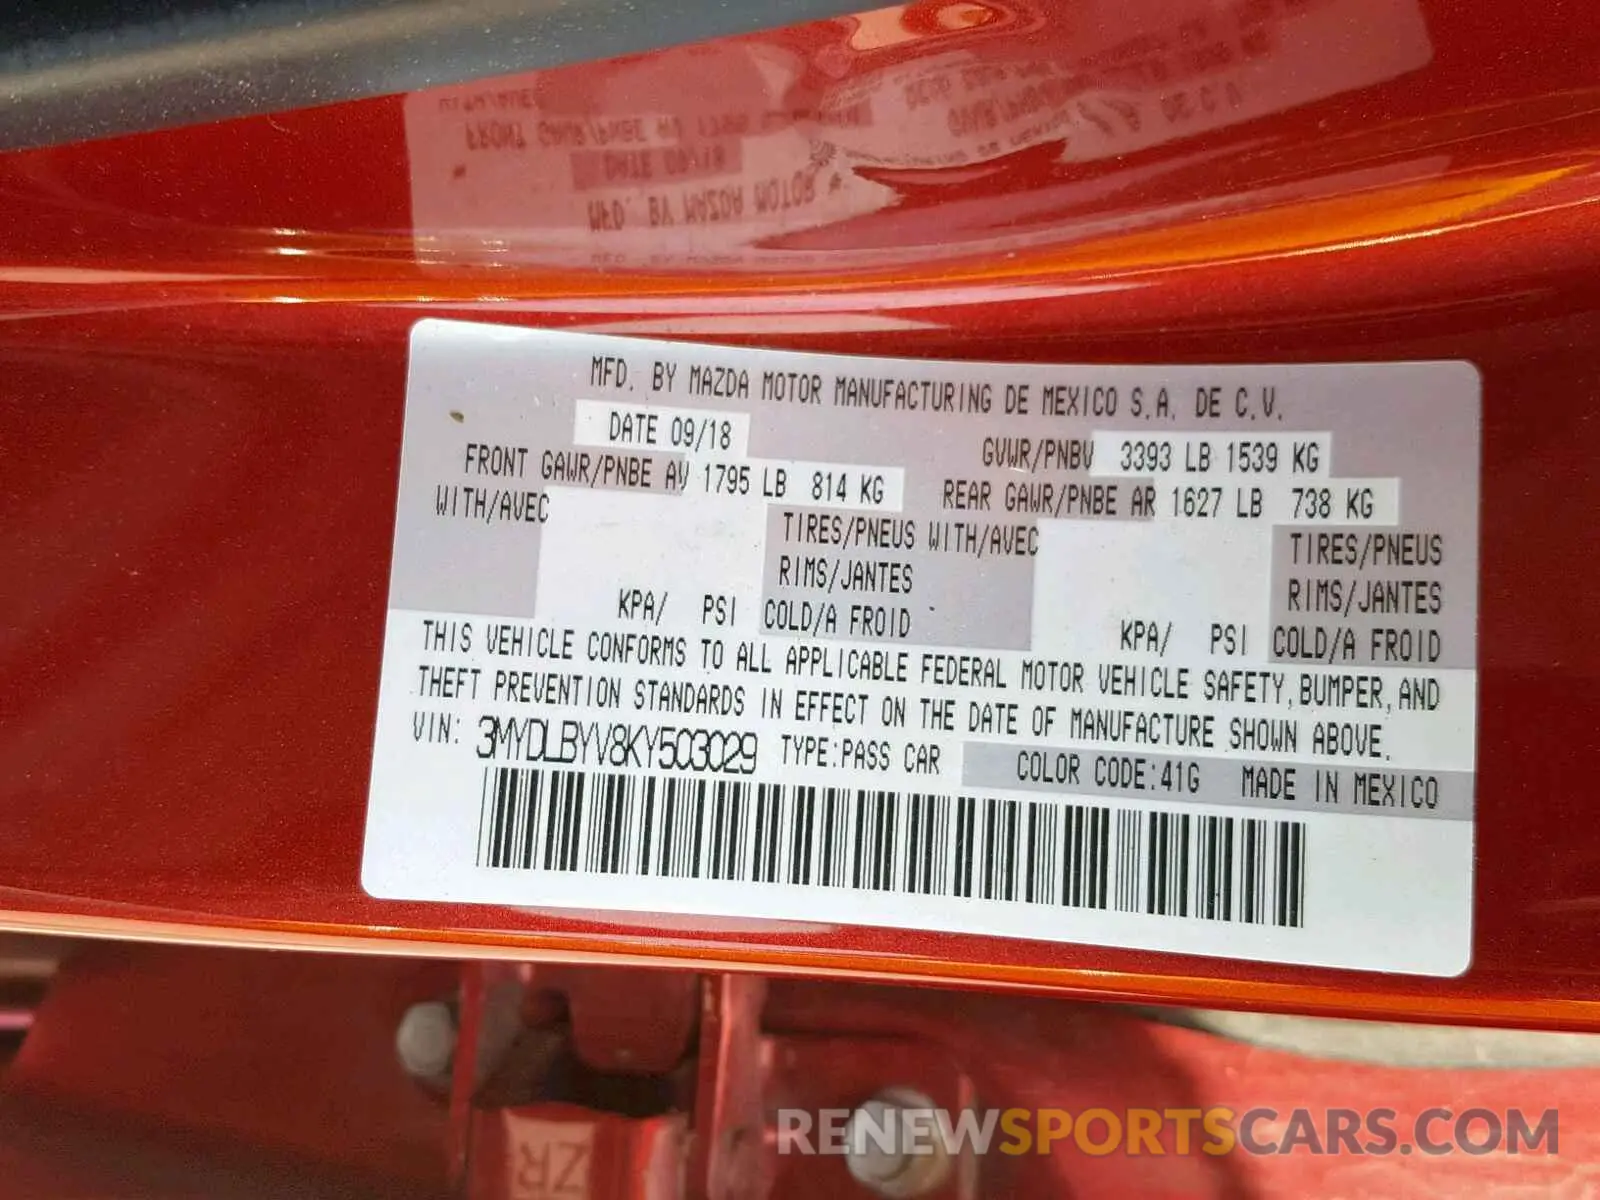 MFD. BY MAZDA MOTOR MANUFACTURING DE MEXICO S.A. DE C.V.
DATE 09/18 GVWR/PNBV 3393 LB 1539 KG
FRONT GAWR/PNBE AV 1795 LB 814 KG REAR GAWR/PNBE AR 1627 LB 738 KG
WITH/AVEC TIRES/PNEUS WITH/AVEC TIRES/PNEUS
RIMS/JANTES RIMS/JANTES
KPA/ PSI COLD/A FROID KPA/ PSI COLD/A FROID
THIS VEHICLE CONFORMS TO ALL APPLICABLE FEDERAL MOTOR VEHICLE SAFETY, BUMPER, AND
THEFT PREVENTION STANDARDS IN EFFECT ON THE DATE OF MANUFACTURE SHOWN ABOVE.
VIN: 3MYDLBYV8KY503029 TYPE:PASS CAR COLOR CODE:41G MADE IN MEXICO
ZR
RENEWSPORTSCARS.COM